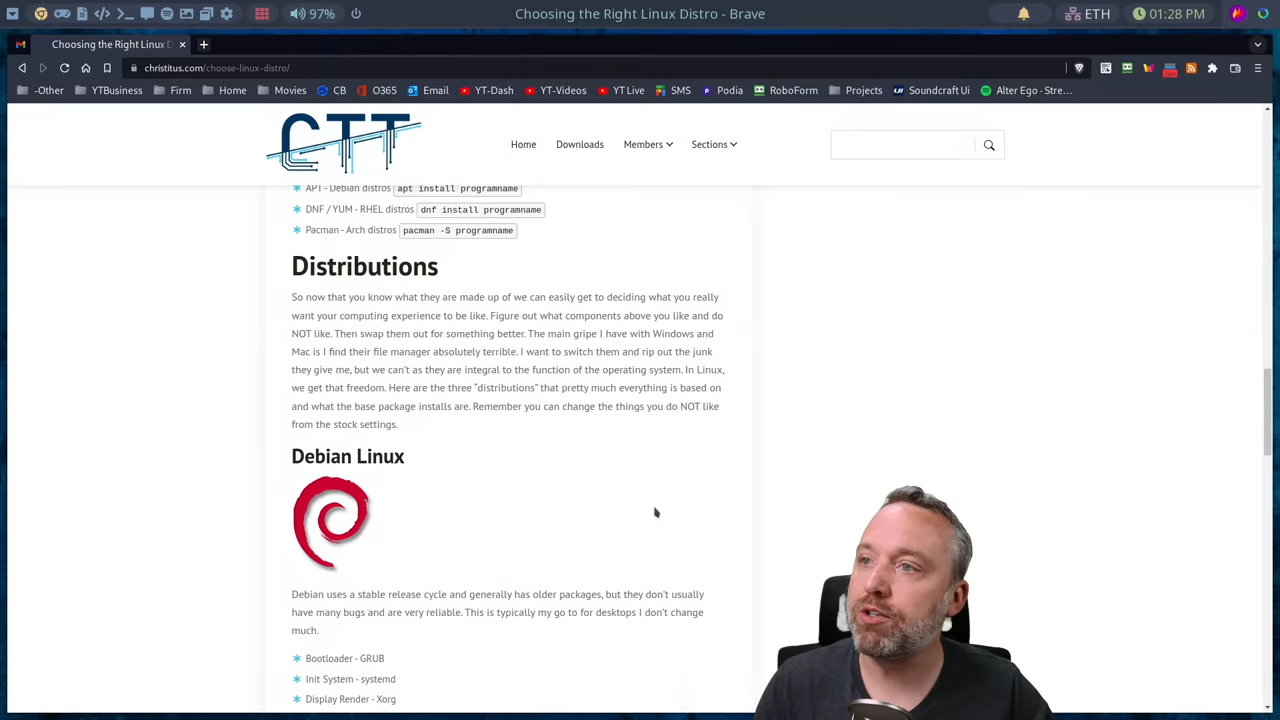 97%
Choosing the Right Linux Distro - Brave
ETH
01:28 PM
Choosing the Right Linux D
christitus.com/choose-linux-distro/
-Other
YTBusiness
Firm
Home
Movies
CB
O365
Email
YT-Dash
YT-Videos
YT Live
SMS
Podia
RoboForm
Projects
Soundcraft Ui
Alter Ego - Stre…
CTT
Home
Downloads
Members
Sections
APT - Debian distros apt install programname
DNF / YUM - RHEL distros dnf install programname
Pacman - Arch distros pacman -S programname
Distributions
So now that you know what they are made up of we can easily get to deciding what you really
want your computing experience to be like. Figure out what components above you like and do
NOT like. Then swap them out for something better. The main gripe I have with Windows and
Mac is I find their file manager absolutely terrible. I want to switch them and rip out the junk
they give me, but we can’t as they are integral to the function of the operating system. In Linux,
we get that freedom. Here are the three “distributions” that pretty much everything is based on
and what the base package installs are. Remember you can change the things you do NOT like
from the stock settings.
Debian Linux
Debian uses a stable release cycle and generally has older packages, but they don’t usually
have many bugs and are very reliable. This is typically my go to for desktops I don’t change
much.
Bootloader - GRUB
Init System - systemd
Display Render - Xorg